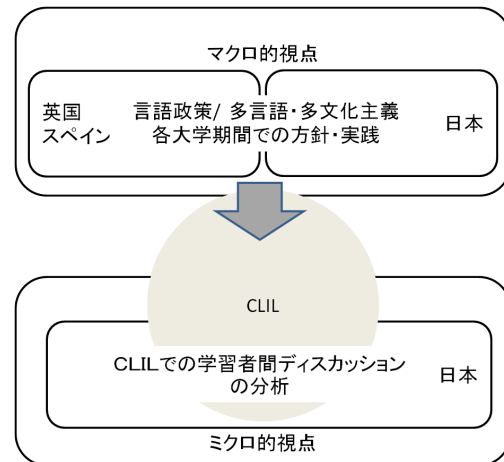 マクロ的視点
英国
スペイン
言語政策/ 多言語・多文化主義
各大学期間での方針・実践
日本
CLIL
CLILでの学習者間ディスカッション
の分析
日本
ミクロ的視点